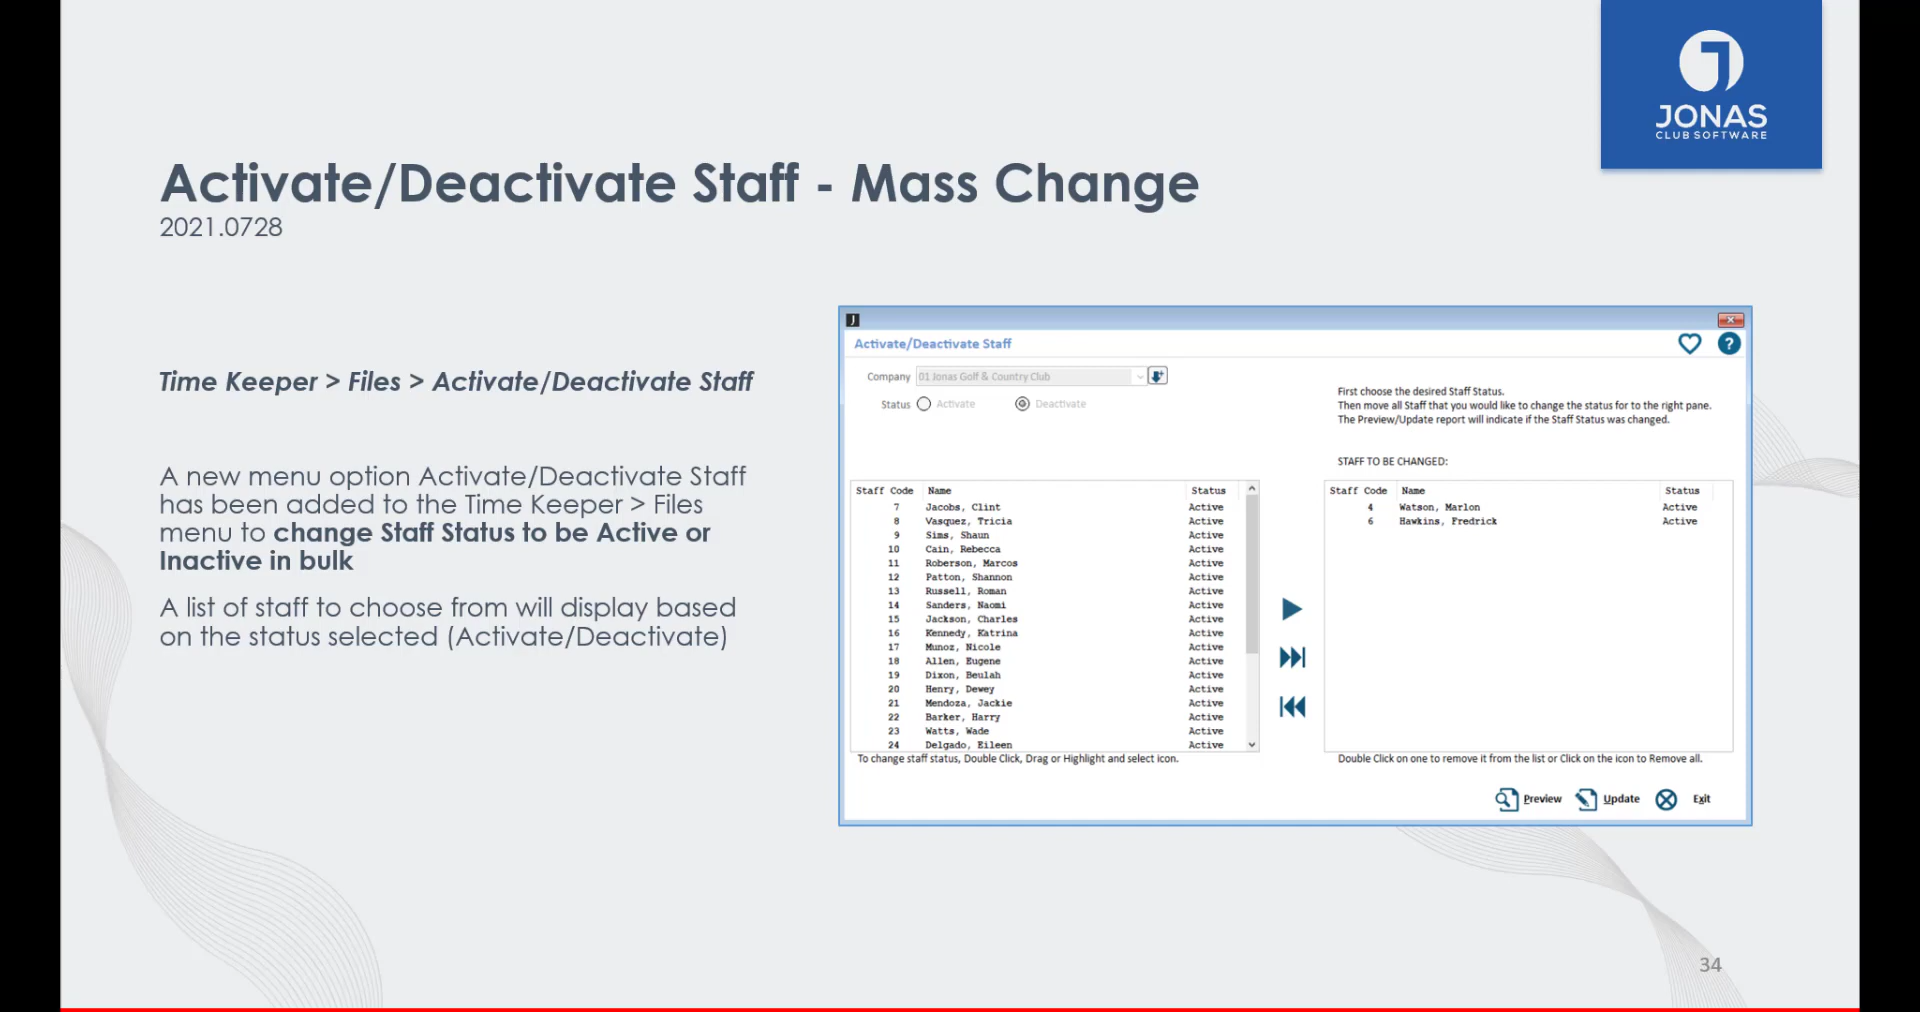 JONAS
CLUB SOFTWARE
Activate/Deactivate Staff - Mass Change
2021.0728
Time Keeper > Files > Activate/Deactivate Staff
A new menu option Activate/Deactivate Staff
has been added to the Time Keeper > Files
menu to change Staff Status to be Active or
Inactive in bulk
A list of staff to choose from will display based
on the status selected (Activate/Deactivate)
J
Activate/Deactivate Staff
?
Company 01 Jonas Golf & Country Club
Status Activate Deactivate
First choose the desired Staff Status.
Then move all Staff that you would like to change the status for to the right pane.
The Preview/Update report will indicate if the Staff Status was changed.
STAFF TO BE CHANGED:
Staff Code Name Status
7 Jacobs, Clint Active
8 Vasquez, Tricia Active
9 Sims, Shaun Active
10 Cain, Rebecca Active
11 Roberson, Marcos Active
12 Patton, Shannon Active
13 Russell, Roman Active
14 Sanders, Naomi Active
15 Jackson, Charles Active
16 Kennedy, Katrina Active
17 Munoz, Nicole Active
18 Allen, Eugene Active
19 Dixon, Beulah Active
20 Henry, Dewey Active
21 Mendoza, Jackie Active
22 Barker, Harry Active
23 Watts, Wade Active
24 Delgado, Eileen Active
To change staff status, Double Click, Drag or Highlight and select icon.
Staff Code Name Status
4 Watson, Marlon Active
6 Hawkins, Fredrick Active
Double Click on one to remove it from the list or Click on the icon to Remove all.
Preview Update Exit
34